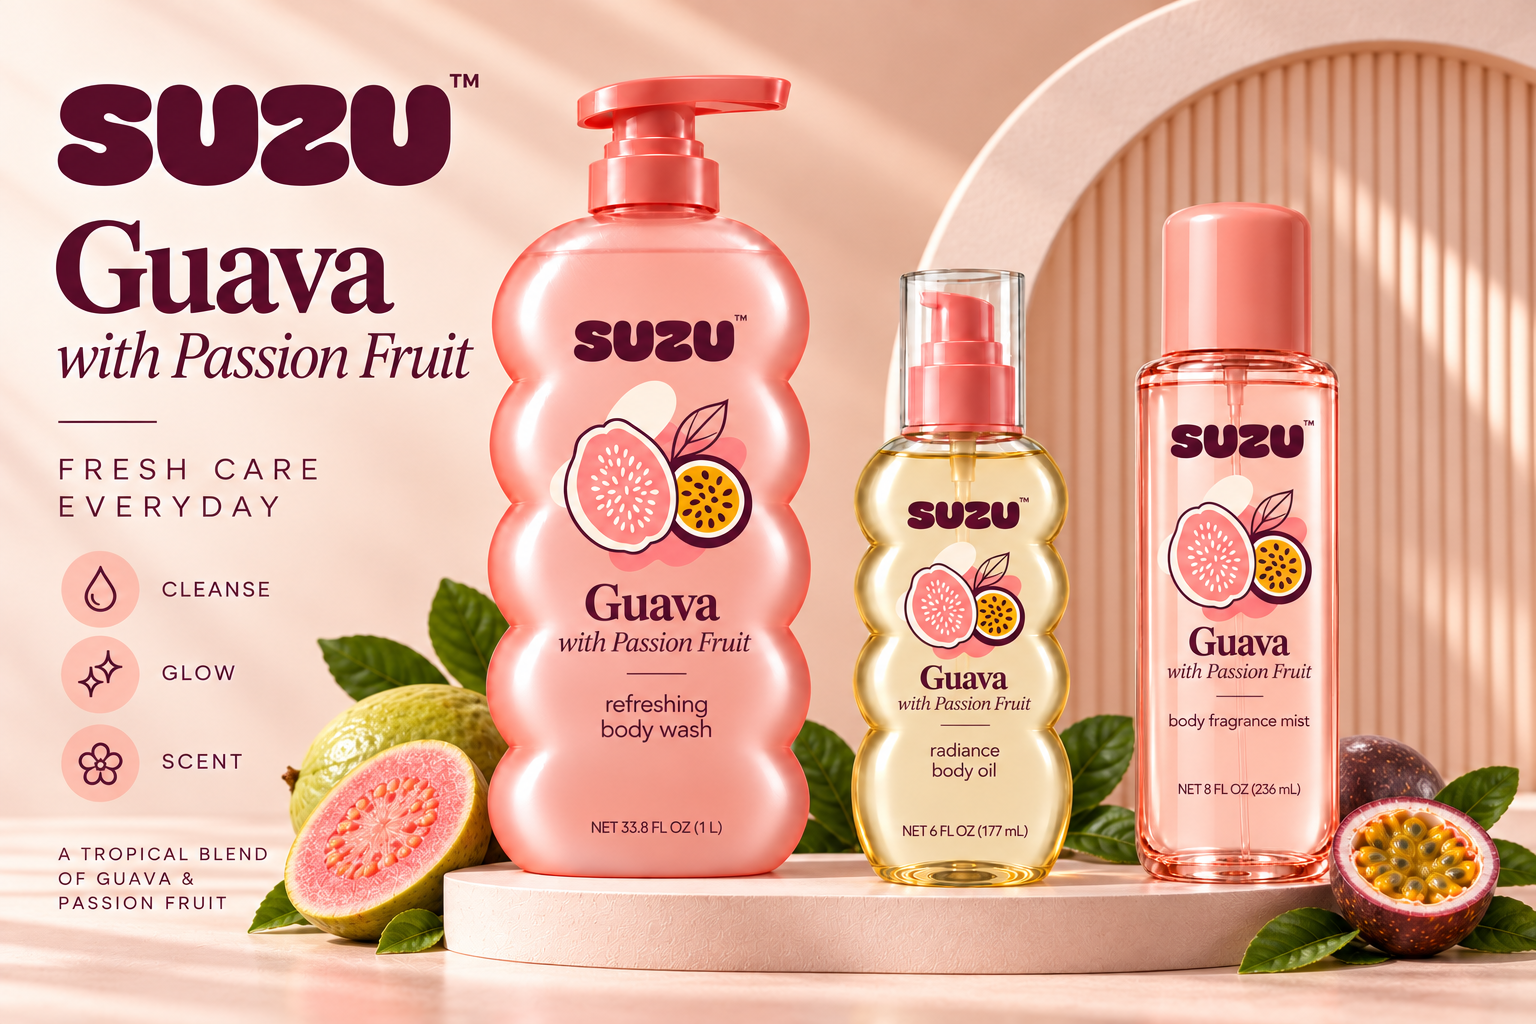 SUZU™
Guava
with Passion Fruit
FRESH CARE
EVERYDAY
CLEANSE
GLOW
SCENT
A TROPICAL BLEND
OF GUAVA &
PASSION FRUIT
SUZU™
Guava
with Passion Fruit
refreshing
body wash
NET 33.8 FL OZ (1 L)
SUZU™
Guava
with Passion Fruit
radiance
body oil
NET 6 FL OZ (177 mL)
SUZU™
Guava
with Passion Fruit
body fragrance mist
NET 8 FL OZ (236 mL)